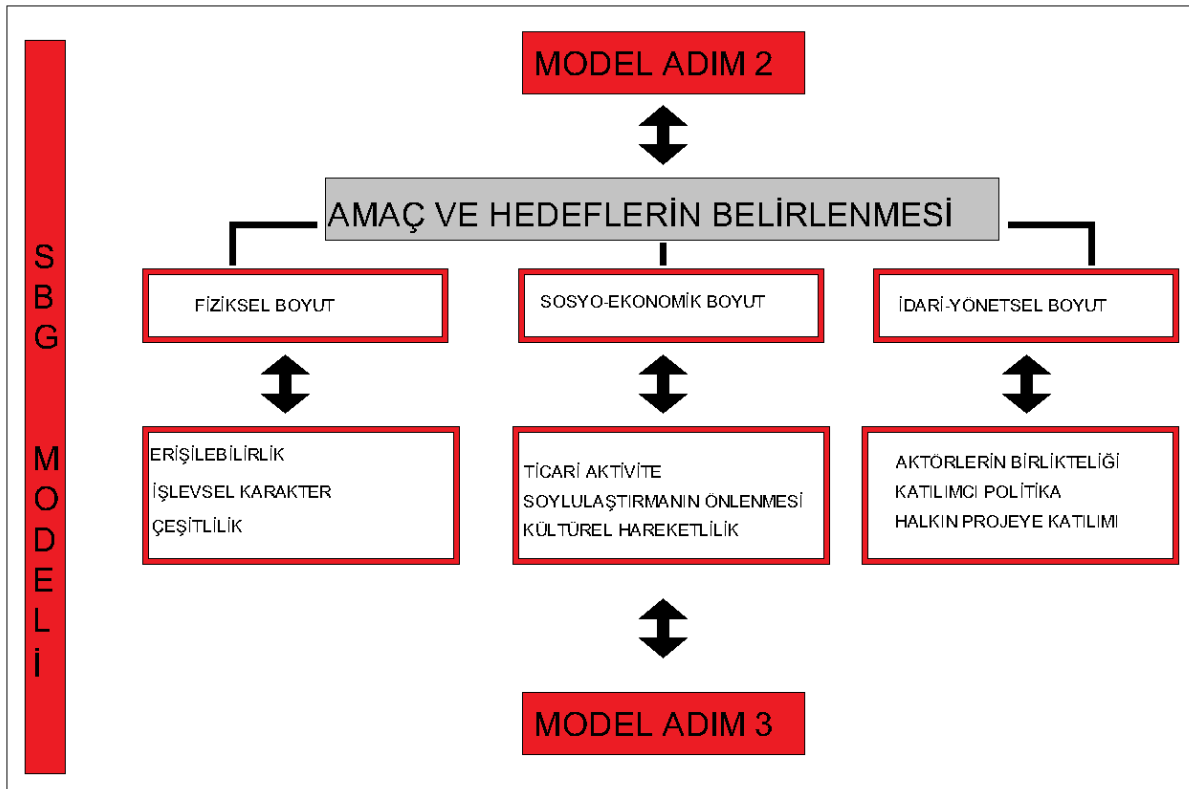 SBG MODELİ
MODEL ADIM 2
AMAÇ VE HEDEFLERİN BELİRLENMESİ
FİZİKSEL BOYUT
SOSYO-EKONOMİK BOYUT
İDARİ-YÖNETSEL BOYUT
ERİŞİLEBİLİRLİK
İŞLEVSEL KARAKTER
ÇEŞİTLİLİK
TİCARİ AKTİVİTE
SOYLULAŞTIRMANIN ÖNLENMESİ
KÜLTÜREL HAREKETLİLİK
AKTÖRLERİN BİRLİKTELİĞİ
KATILIMCI POLİTİKA
HALKIN PROJEYE KATILIMI
MODEL ADIM 3